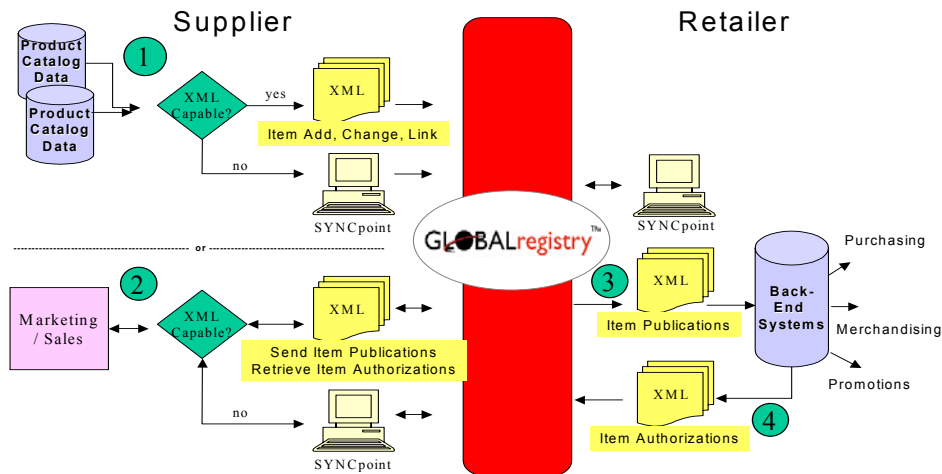 Supplier
Retailer
Product
Catalog
Data
Product
Catalog
Data
1
XML
Capable?
yes
XML
Item Add, Change, Link
no
SYNCpoint
SYNCpoint
or
GLOBALregistry™
2
Marketing
/ Sales
XML
Capable?
XML
Send Item Publications
Retrieve Item Authorizations
no
SYNCpoint
3
XML
Item Publications
Back-
End
Systems
Purchasing
Merchandising
Promotions
XML
Item Authorizations
4